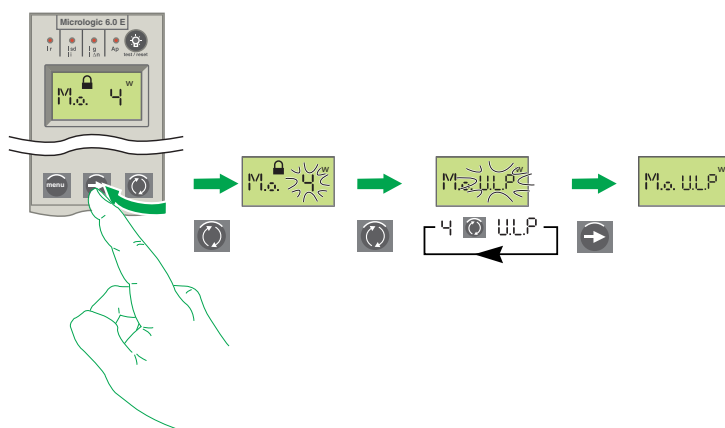 Micrologic 6.0 E
Ir
Isd
Ii
Ig
I∆n
Ap
test / reset
w
M.o. 4
menu
w
M.o. 4
w
M.o. U.L.P
4 U.L.P
w
M.o. U.L.P